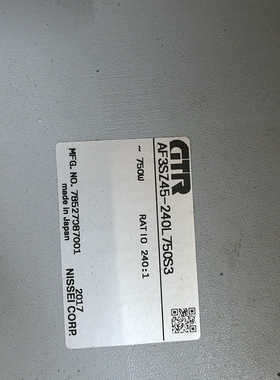 GTR
AF3SZ45-240L750S3
~ 750W
RATIO 240:1
MFG. NO. 78527087001
made in Japan
2017
NISSEI CORP.